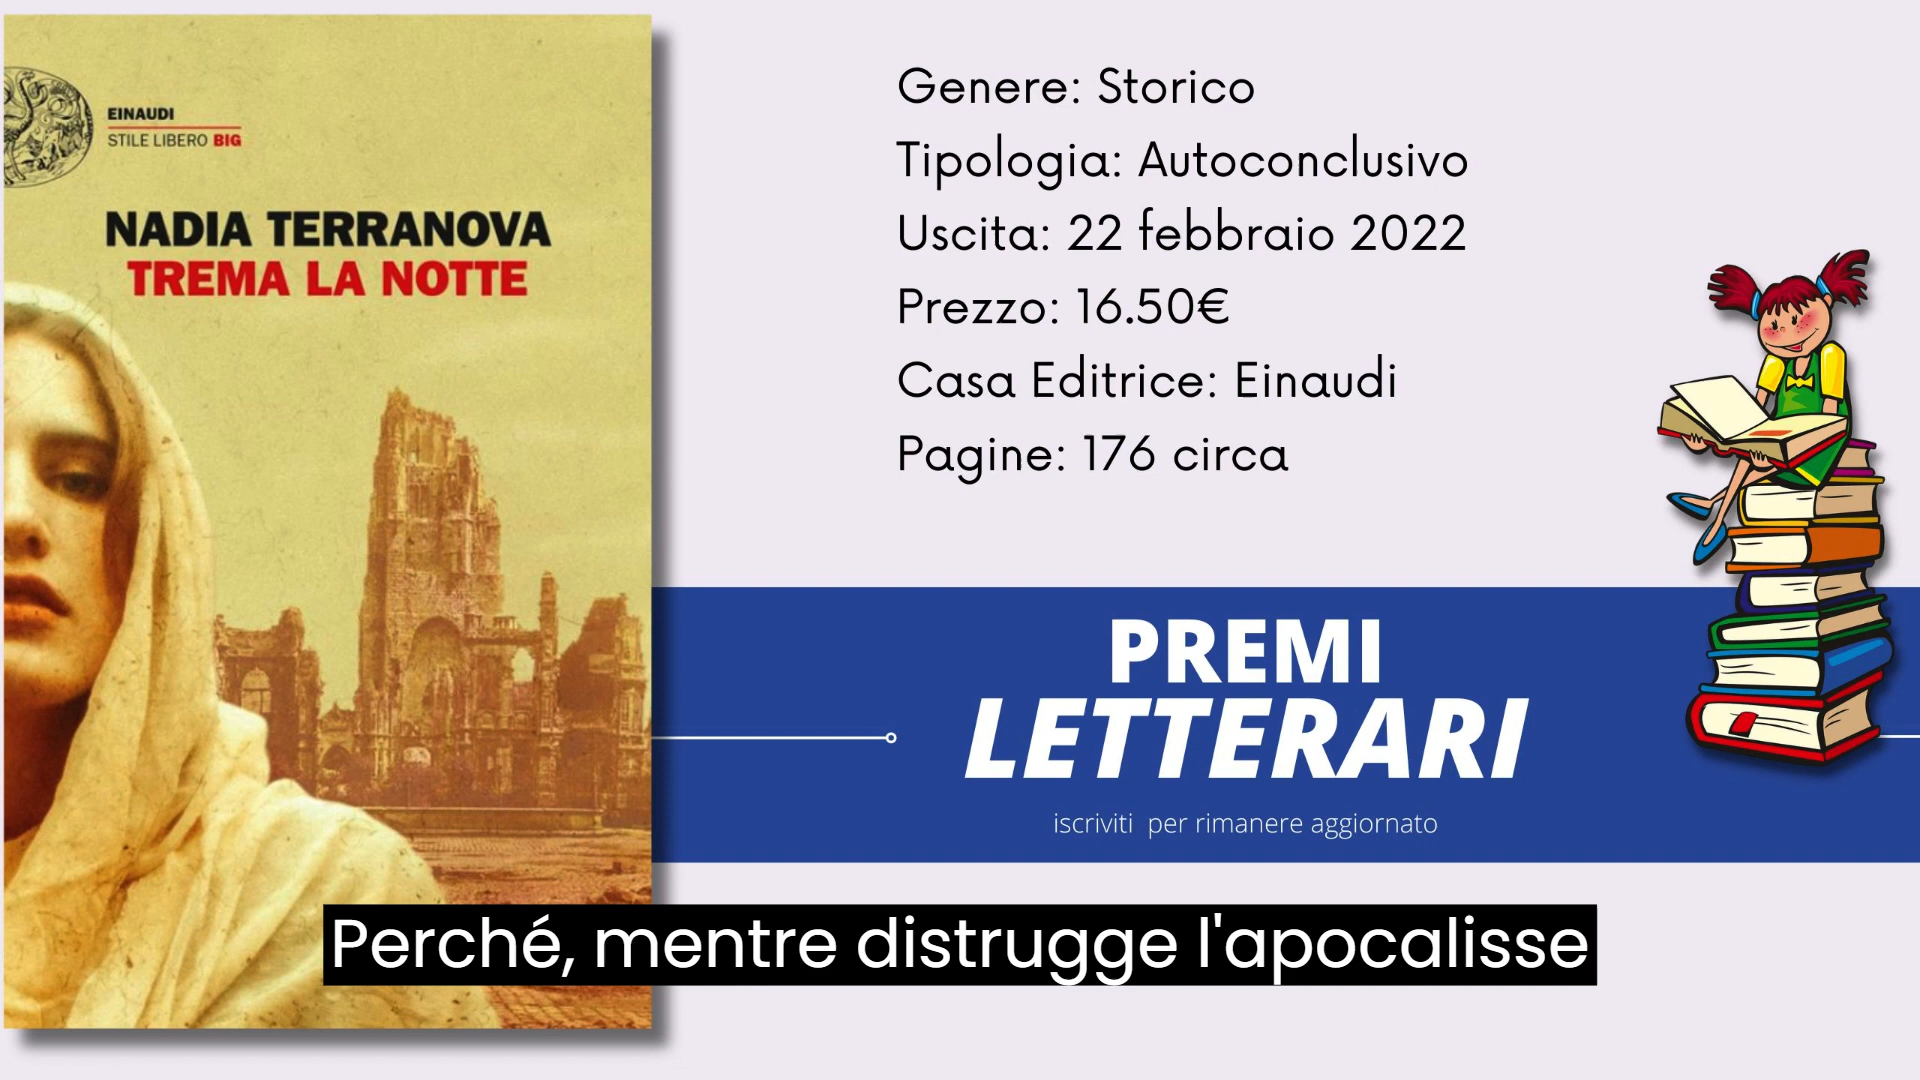 EINAUDI
STILE LIBERO BIG
NADIA TERRANOVA
TREMA LA NOTTE
Genere: Storico
Tipologia: Autoconclusivo
Uscita: 22 febbraio 2022
Prezzo: 16.50€
Casa Editrice: Einaudi
Pagine: 176 circa
PREMI
LETTERARI
iscriviti per rimanere aggiornato
Perché, mentre distrugge l'apocalisse